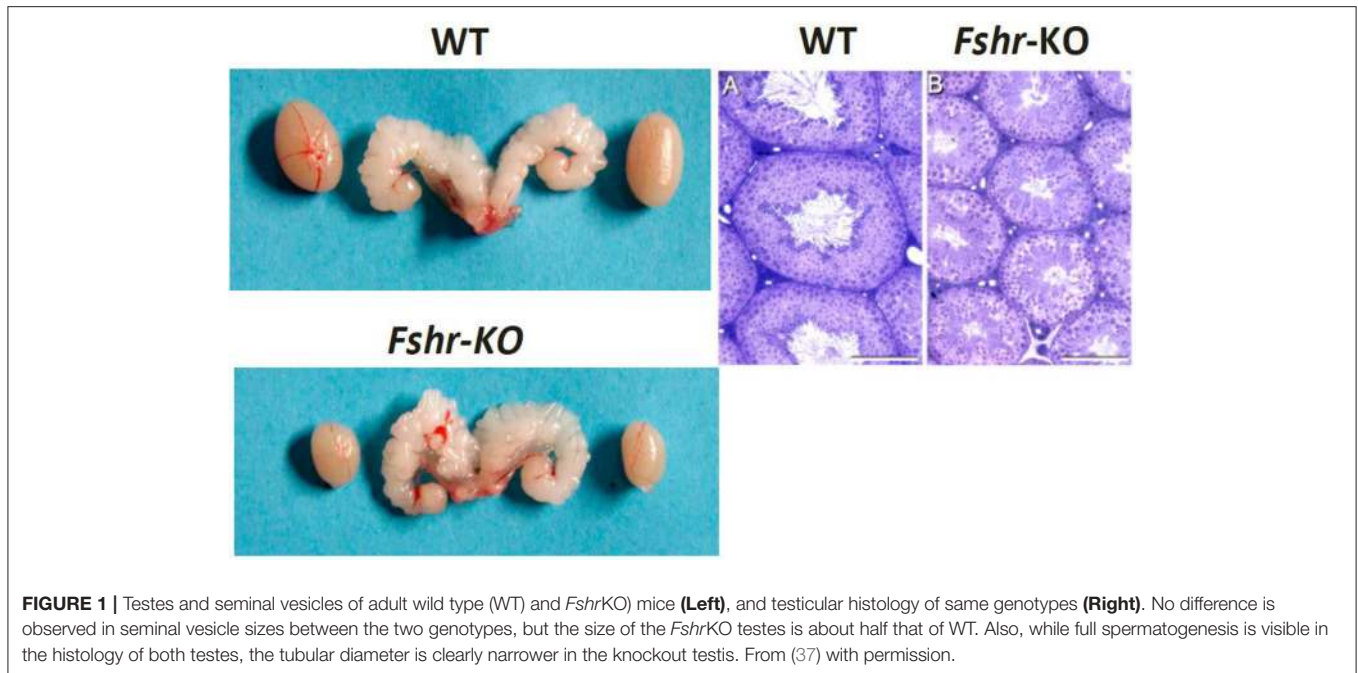 WT
WT
Fshr-KO
A
B
Fshr-KO
FIGURE 1 | Testes and seminal vesicles of adult wild type (WT) and FshrKO) mice (Left), and testicular histology of same genotypes (Right). No difference is
observed in seminal vesicle sizes between the two genotypes, but the size of the FshrKO testes is about half that of WT. Also, while full spermatogenesis is visible in
the histology of both testes, the tubular diameter is clearly narrower in the knockout testis. From (37) with permission.